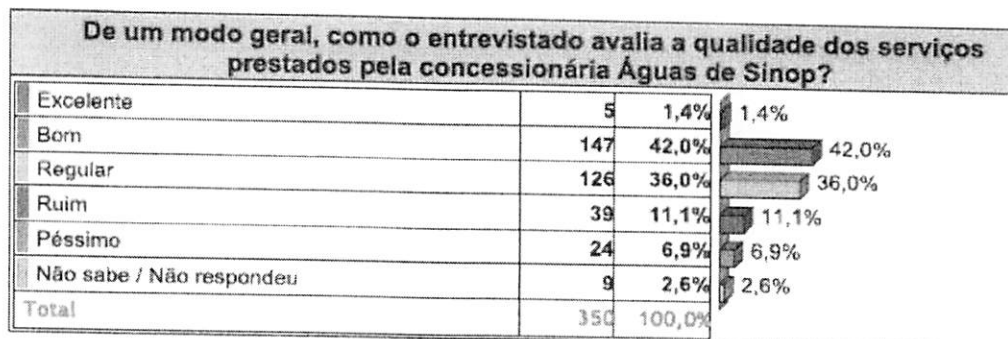 De um modo geral, como o entrevistado avalia a qualidade dos serviços
prestados pela concessionária Águas de Sinop?
Excelente 5 1,4% 1,4%
Bom 147 42,0% 42,0%
Regular 126 36,0% 36,0%
Ruim 39 11,1% 11,1%
Péssimo 24 6,9% 6,9%
Não sabe / Não respondeu 9 2,6% 2,6%
Total 350 100,0%